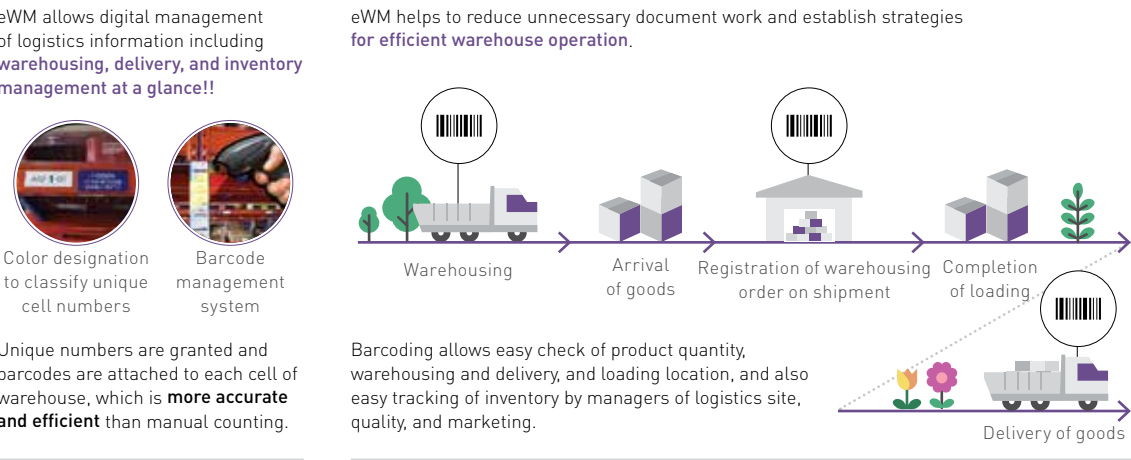 eWM allows digital management
of logistics information including
warehousing, delivery, and inventory
management at a glance!!
Color designation
to classify unique
cell numbers
Barcode
management
system
Unique numbers are granted and
barcodes are attached to each cell of
warehouse, which is more accurate
and efficient than manual counting.
eWM helps to reduce unnecessary document work and establish strategies
for efficient warehouse operation.
Warehousing
Arrival
of goods
Registration of warehousing
order on shipment
Completion
of loading
Barcoding allows easy check of product quantity,
warehousing and delivery, and loading location, and also
easy tracking of inventory by managers of logistics site,
quality, and marketing.
Delivery of goods